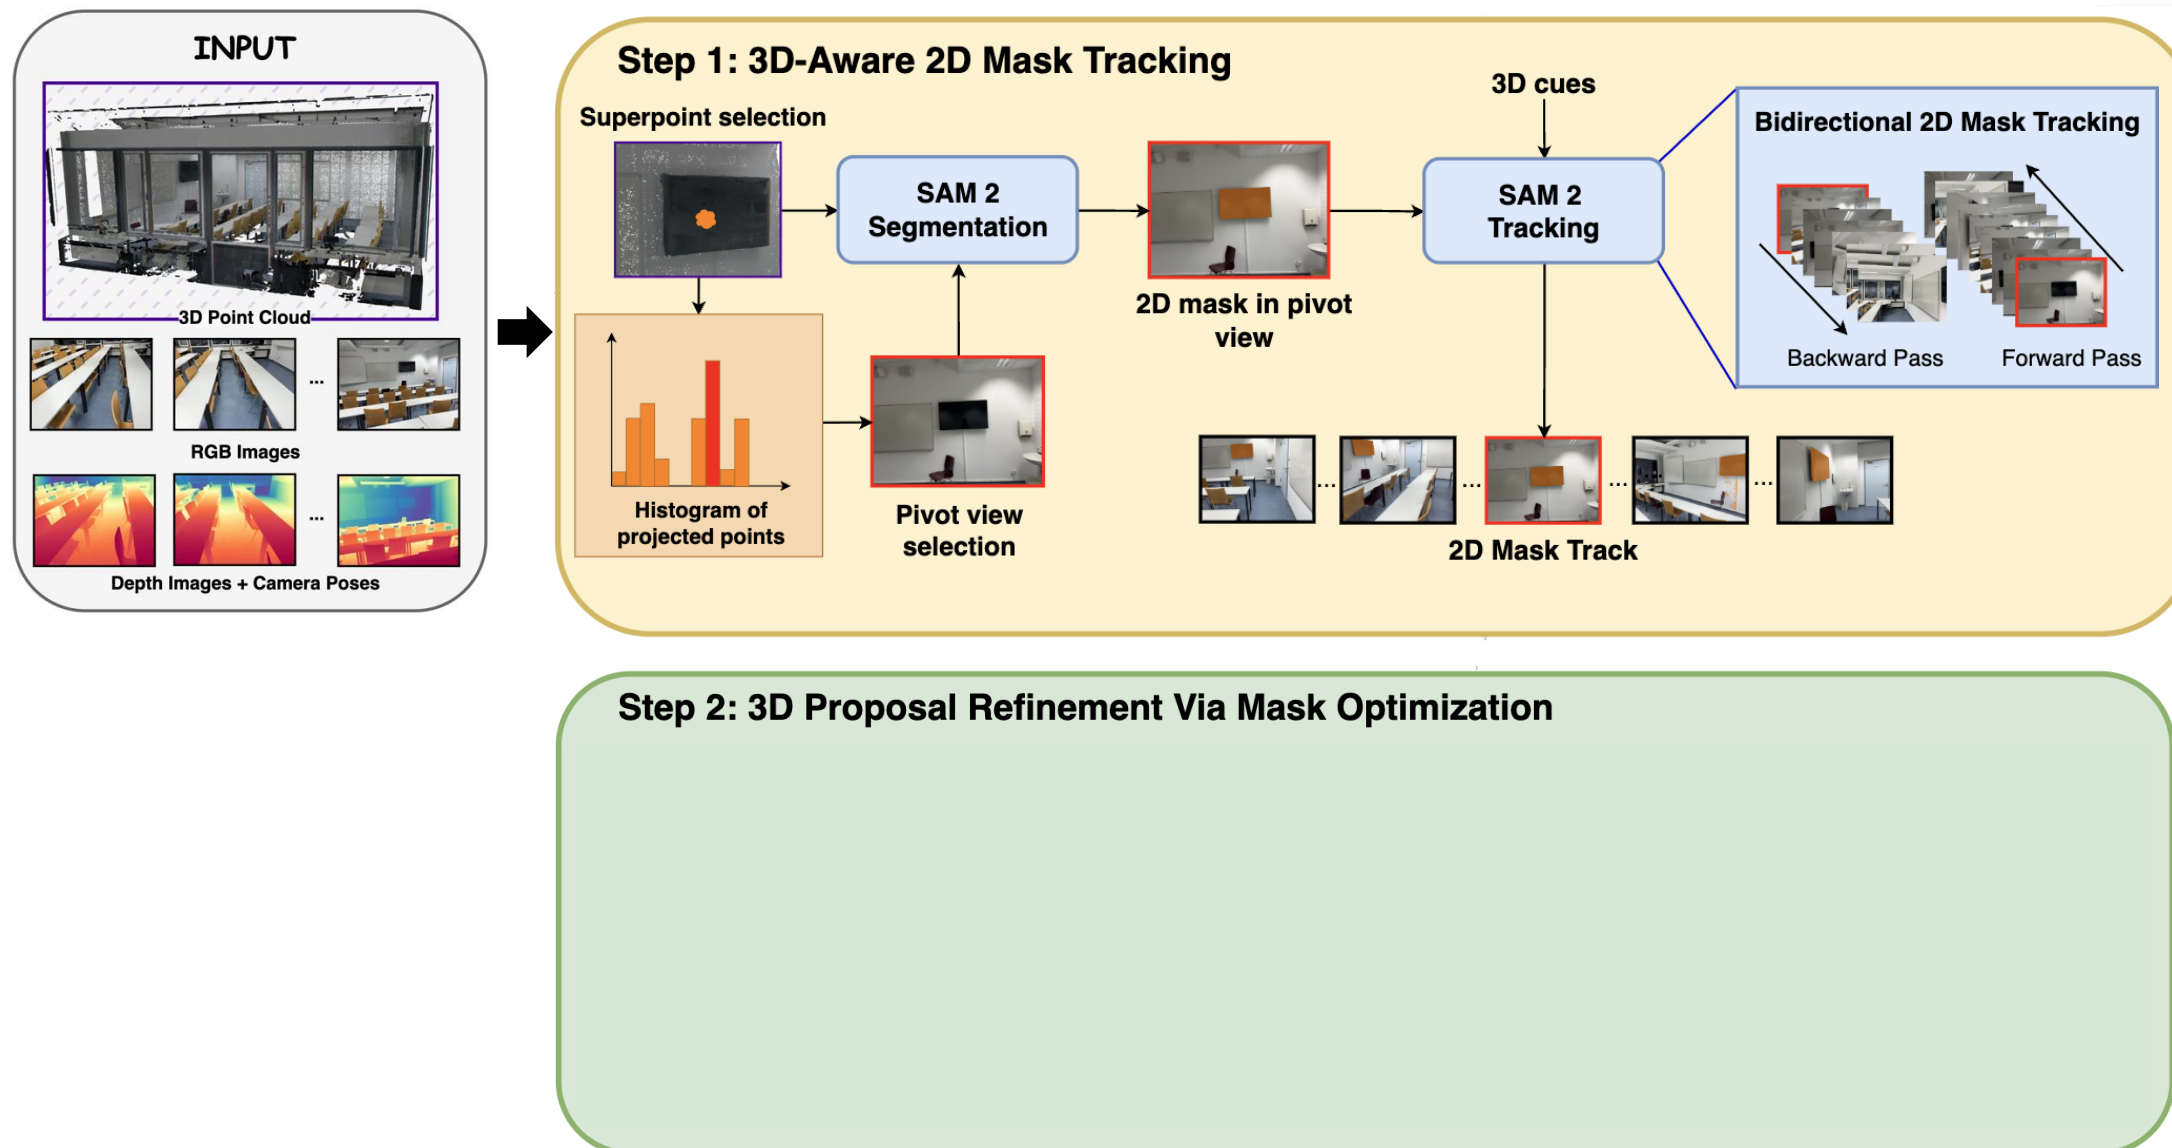 INPUT
3D Point Cloud
...
RGB Images
...
Depth Images + Camera Poses
Step 1: 3D-Aware 2D Mask Tracking
Superpoint selection
SAM 2
Segmentation
Histogram of
projected points
Pivot view
selection
2D mask in pivot
view
3D cues
SAM 2
Tracking
Bidirectional 2D Mask Tracking
Backward Pass
Forward Pass
... ... ... ...
2D Mask Track
Step 2: 3D Proposal Refinement Via Mask Optimization